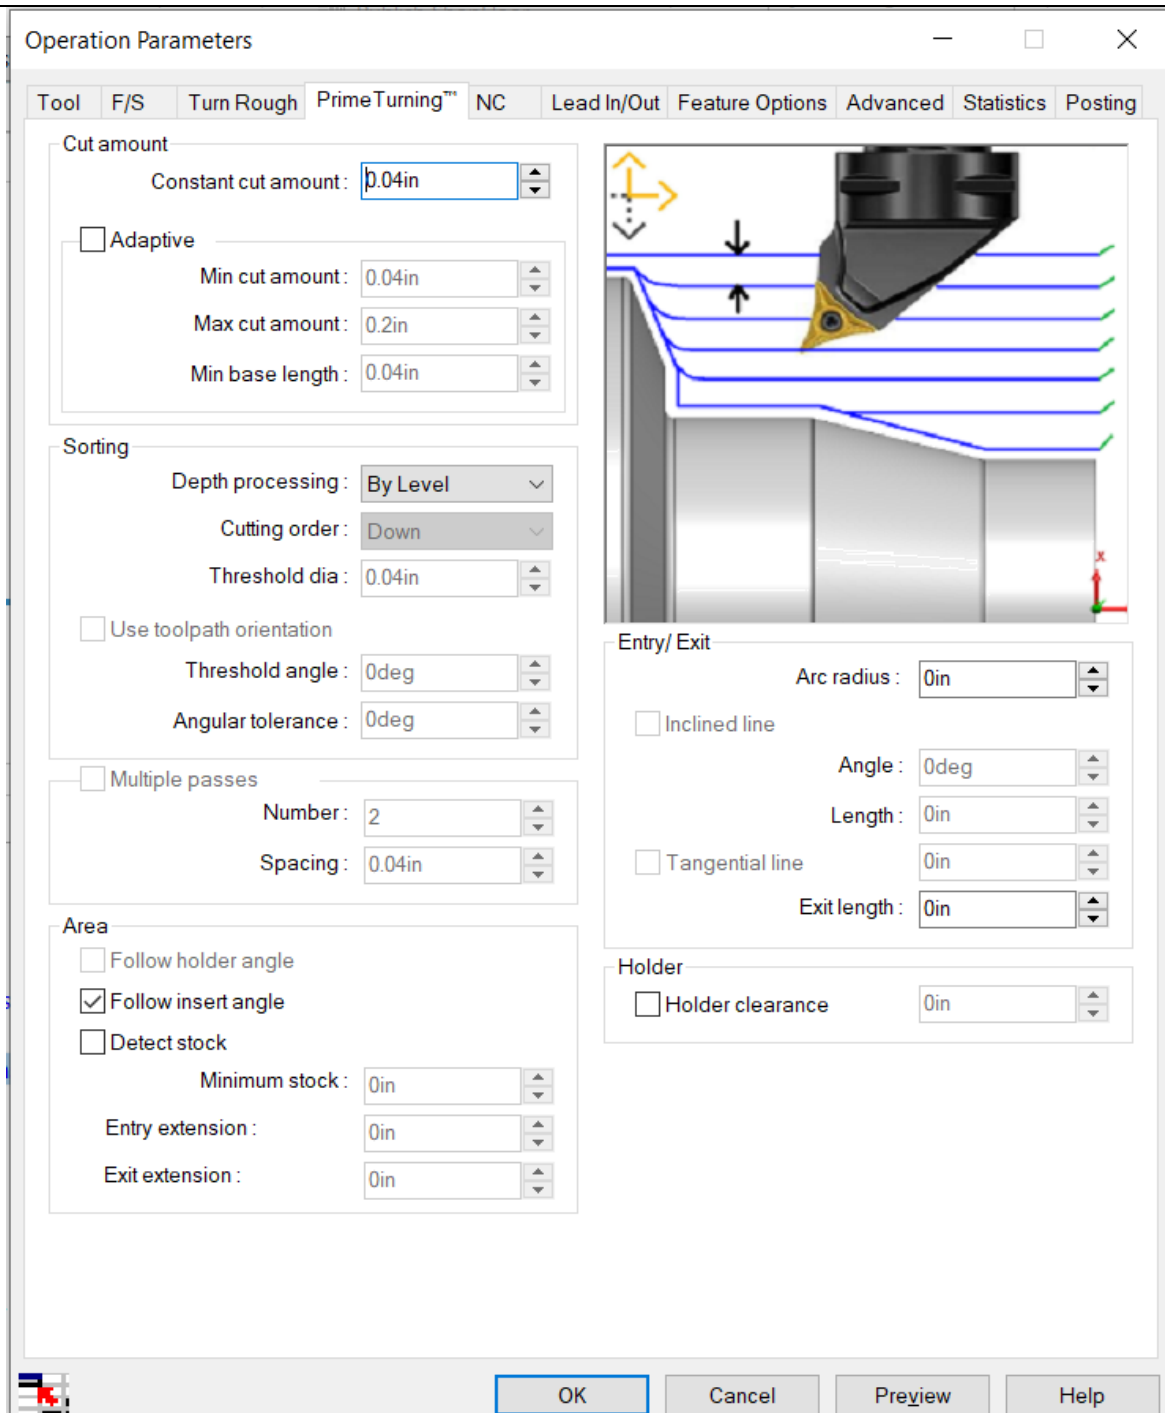 Operation Parameters
Tool F/S Turn Rough PrimeTurning™ NC Lead In/Out Feature Options Advanced Statistics Posting
Cut amount
Constant cut amount : 0.04in
Adaptive
Min cut amount : 0.04in
Max cut amount : 0.2in
Min base length : 0.04in
Sorting
Depth processing : By Level
Cutting order : Down
Threshold dia : 0.04in
Use toolpath orientation
Threshold angle : 0deg
Angular tolerance : 0deg
Multiple passes
Number : 2
Spacing : 0.04in
Area
Follow holder angle
Follow insert angle
Detect stock
Minimum stock : 0in
Entry extension : 0in
Exit extension : 0in
x
Entry/ Exit
Arc radius : 0in
Inclined line
Angle : 0deg
Length : 0in
Tangential line 0in
Exit length : 0in
Holder
Holder clearance 0in
OK Cancel Preview Help